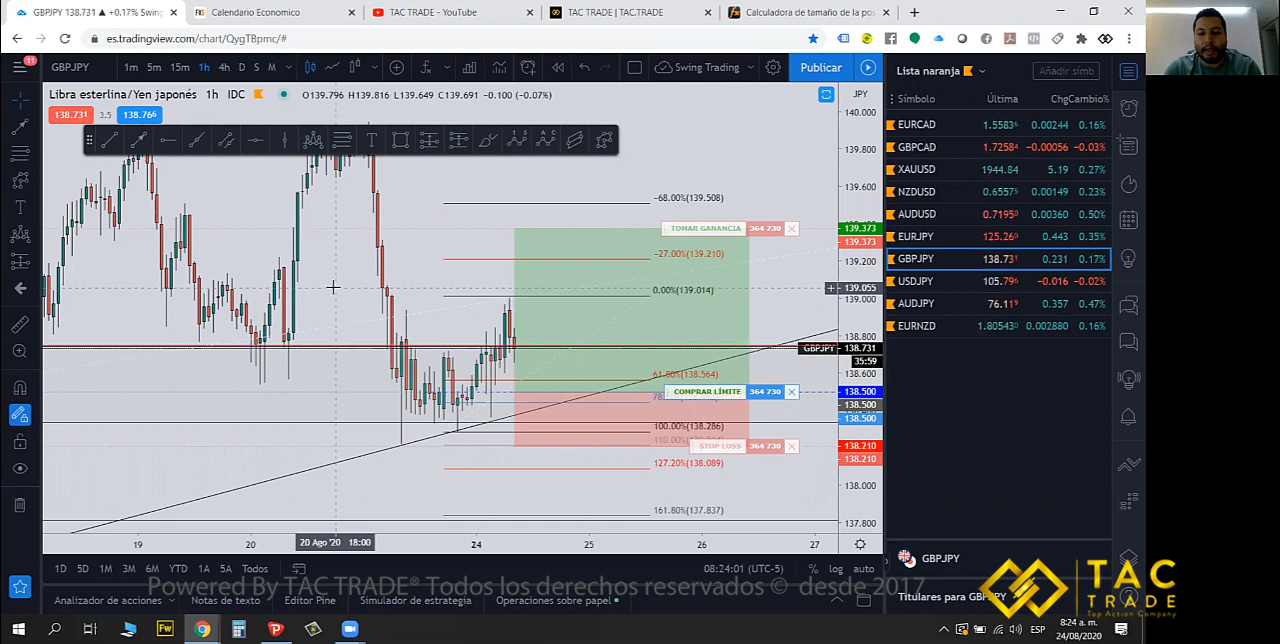 GBPJPY 138.731 ▲ +0.17% Swing
Calendario Economico
TAC TRADE - YouTube
TAC TRADE | TAC.TRADE
Calculadora de tamaño de la pos
es.tradingview.com/chart/QygTBpmc/#
11
GBPJPY
1m 5m 15m 1h 4h D S M
Swing Trading
Publicar
Lista naranja
Añadir símb
Libra esterlina/Yen japonés 1h IDC
O139.796 H139.816 L139.649 C139.691 -0.100 (-0.07%)
JPY
138.731 3.5 138.766
Símbolo Última Chg Cambio%
EURCAD 1.55836 0.00244 0.16%
GBPCAD 1.72584 -0.00056 -0.03%
XAUUSD 1944.84 5.19 0.27%
NZDUSD 0.65575 0.00149 0.23%
AUDUSD 0.71950 0.00360 0.50%
EURJPY 125.260 0.443 0.35%
GBPJPY 138.731 0.231 0.17%
USDJPY 105.796 -0.016 -0.02%
AUDJPY 76.119 0.357 0.47%
EURNZD 1.80543 0.002880 0.16%
140.000
139.800
139.600
139.373
139.373
139.200
139.055
139.000
138.800
GBPJPY 138.731
35:59
138.600
138.500
138.400
138.500
138.210
138.210
138.000
137.800
-68.00%(139.508)
TOMAR GANANCIA 364 730
-27.00%(139.210)
0.00%(139.014)
61.80%(138.564)
COMPRAR LÍMITE 364 730
100.00%(138.286)
STOP LOSS 364 730
127.20%(138.089)
161.80%(137.837)
19 20 20 Ago '20 18:00 24 25 26 27
1D 5D 1M 3M 6M YTD 1A 5A Todos
08:24:01 (UTC-5) % log auto
Powered By TAC TRADE® Todos los derechos reservados © desde 2017
Analizador de acciones Notas de texto Editor Pine Simulador de estrategia Operaciones sobre papel
GBPJPY
Titulares para GBPJPY
TAC
TRADE
Top Action Company
Fw
ESP
8:24 a. m.
24/08/2020